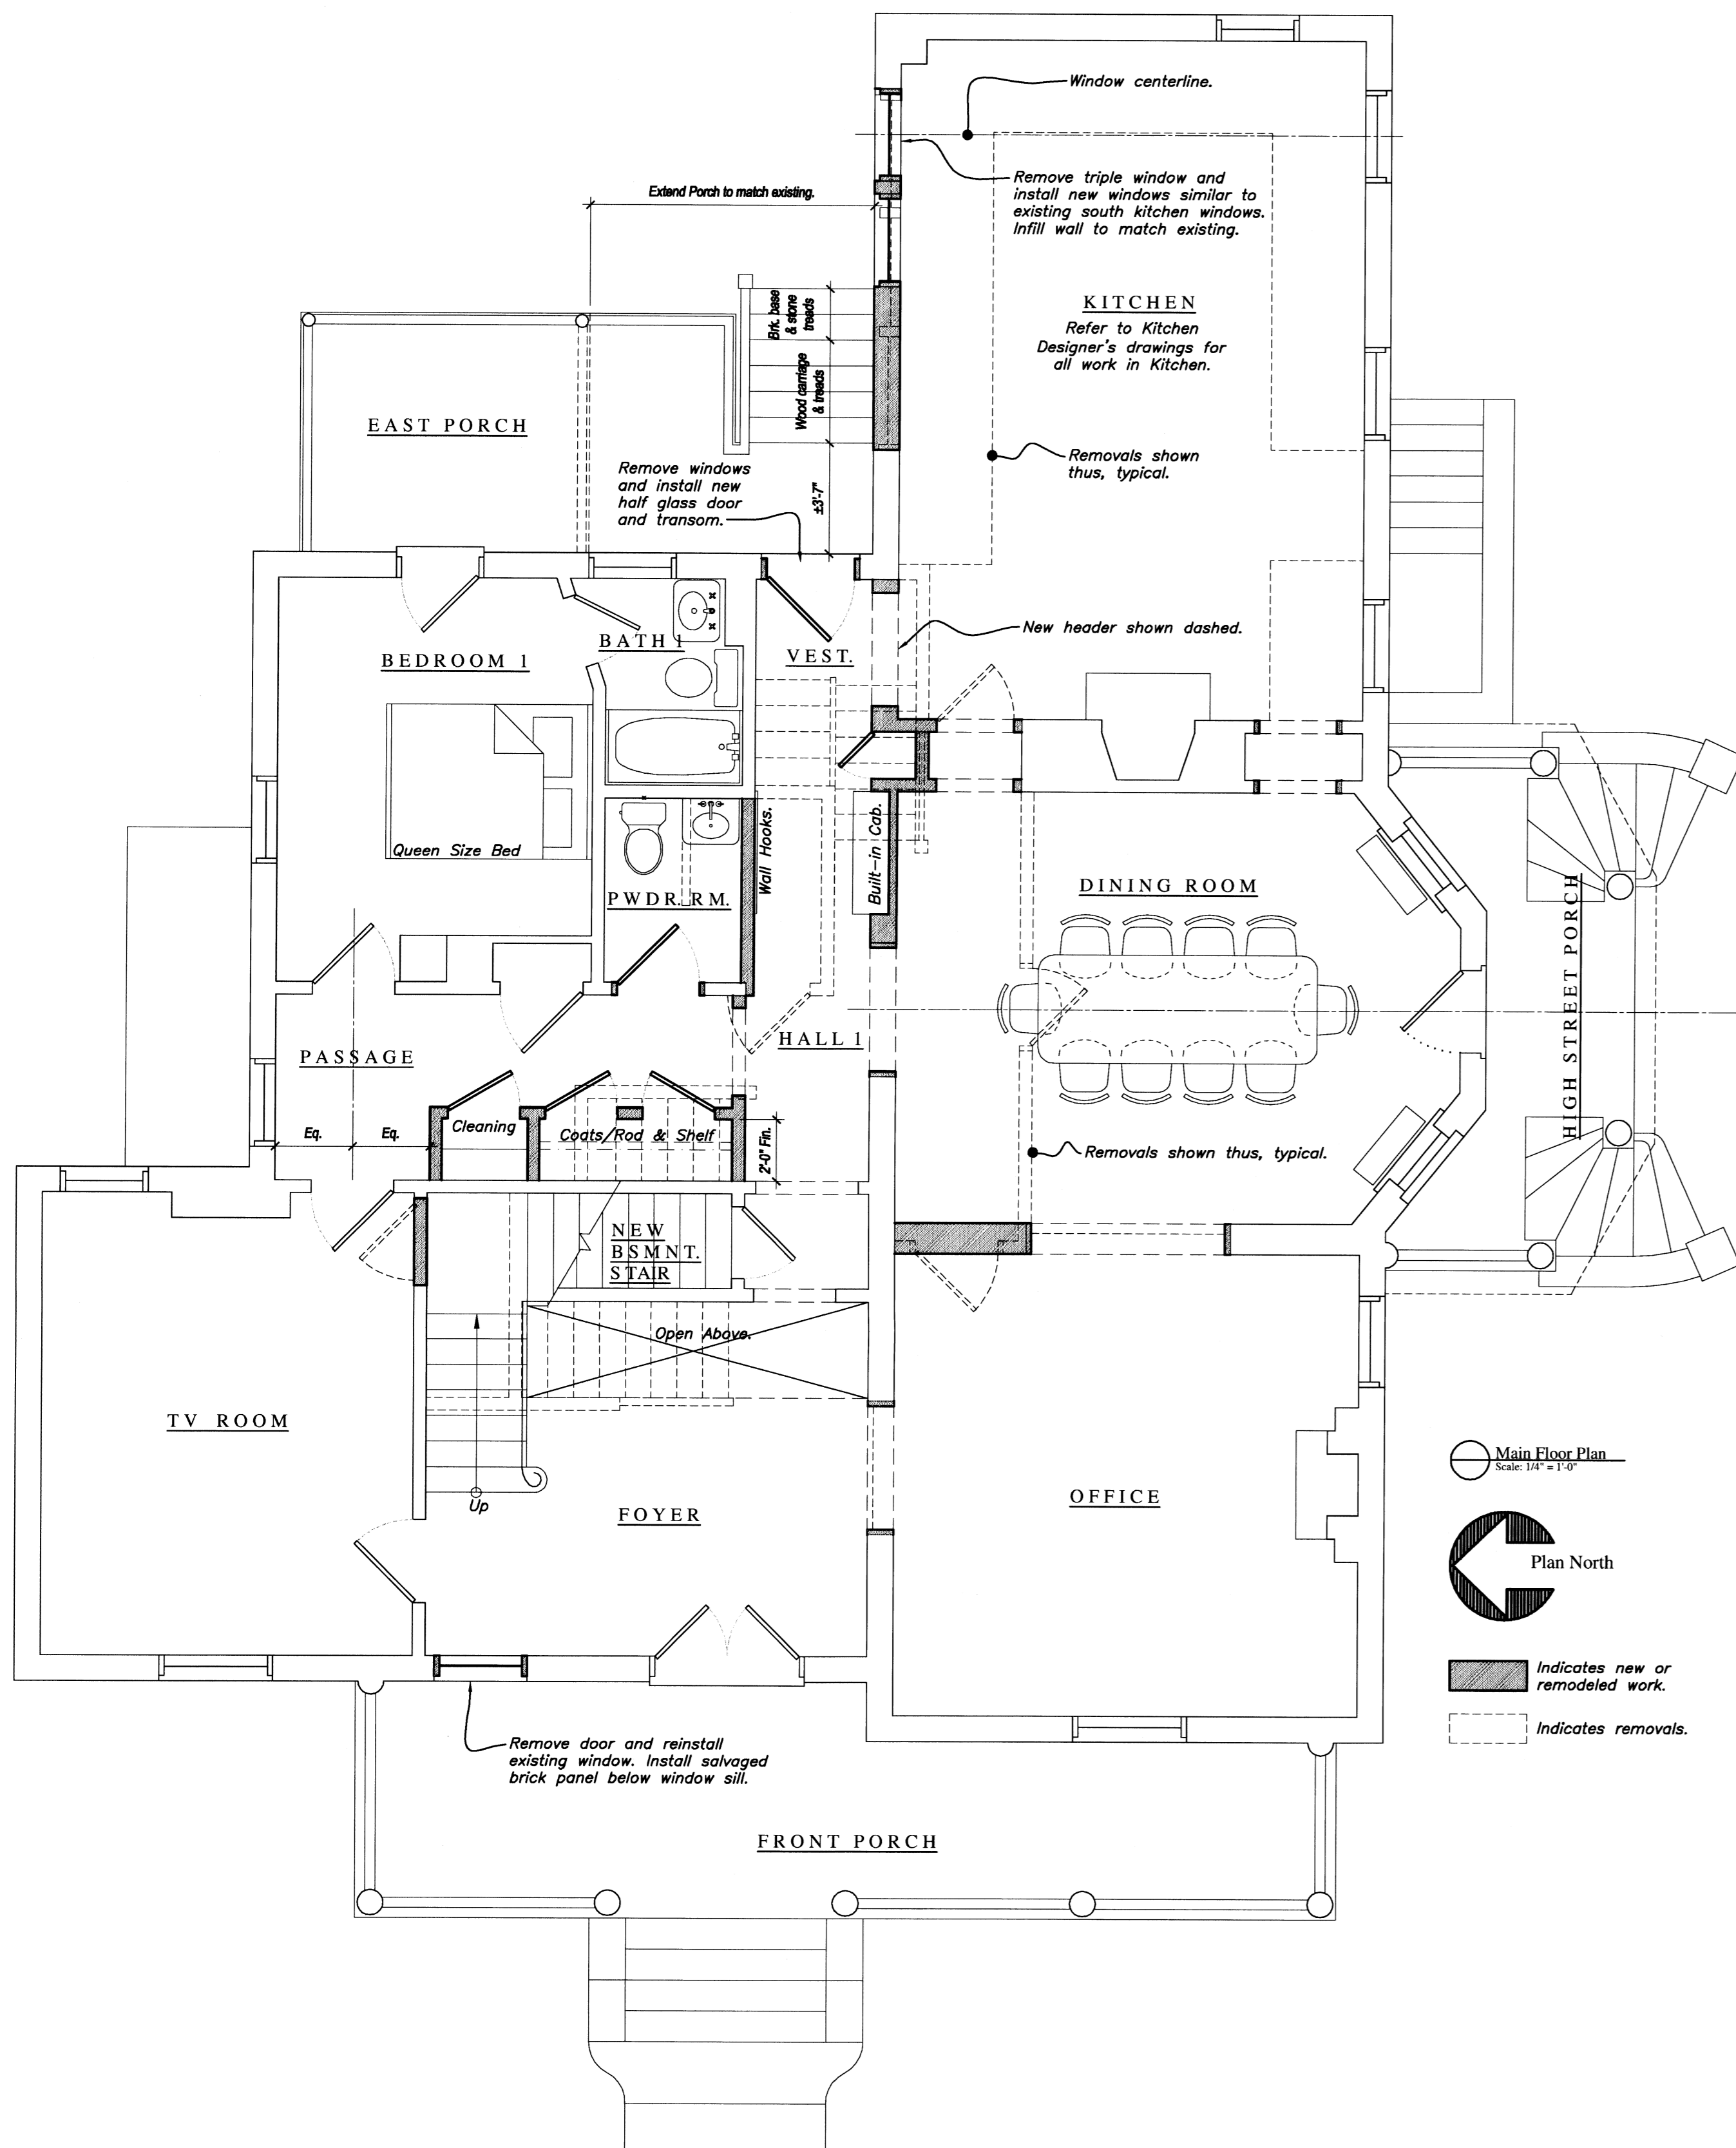 Window centerline.
Remove triple window and
install new windows similar to
existing south kitchen windows.
Infill wall to match existing.
Extend Porch to match existing.
Brk. base
& stone
treads
Wood carriage
& treads
±3'-7"
KITCHEN
Refer to Kitchen
Designer's drawings for
all work in Kitchen.
EAST PORCH
Remove windows
and install new
half glass door
and transom.
Removals shown
thus, typical.
New header shown dashed.
BATH 1
BEDROOM 1
VEST.
Queen Size Bed
PWDR. RM.
Wall Hooks.
Built-in Cab.
DINING ROOM
HIGH STREET PORCH
HALL 1
PASSAGE
Eq.
Eq.
Cleaning
Coats/Rod & Shelf
2'-0" Fin.
Removals shown thus, typical.
NEW
BSMNT.
STAIR
Open Above.
TV ROOM
Up
FOYER
OFFICE
Main Floor Plan
Scale: 1/4" = 1'-0"
Plan North
Indicates new or
remodeled work.
Indicates removals.
Remove door and reinstall
existing window. Install salvaged
brick panel below window sill.
FRONT PORCH